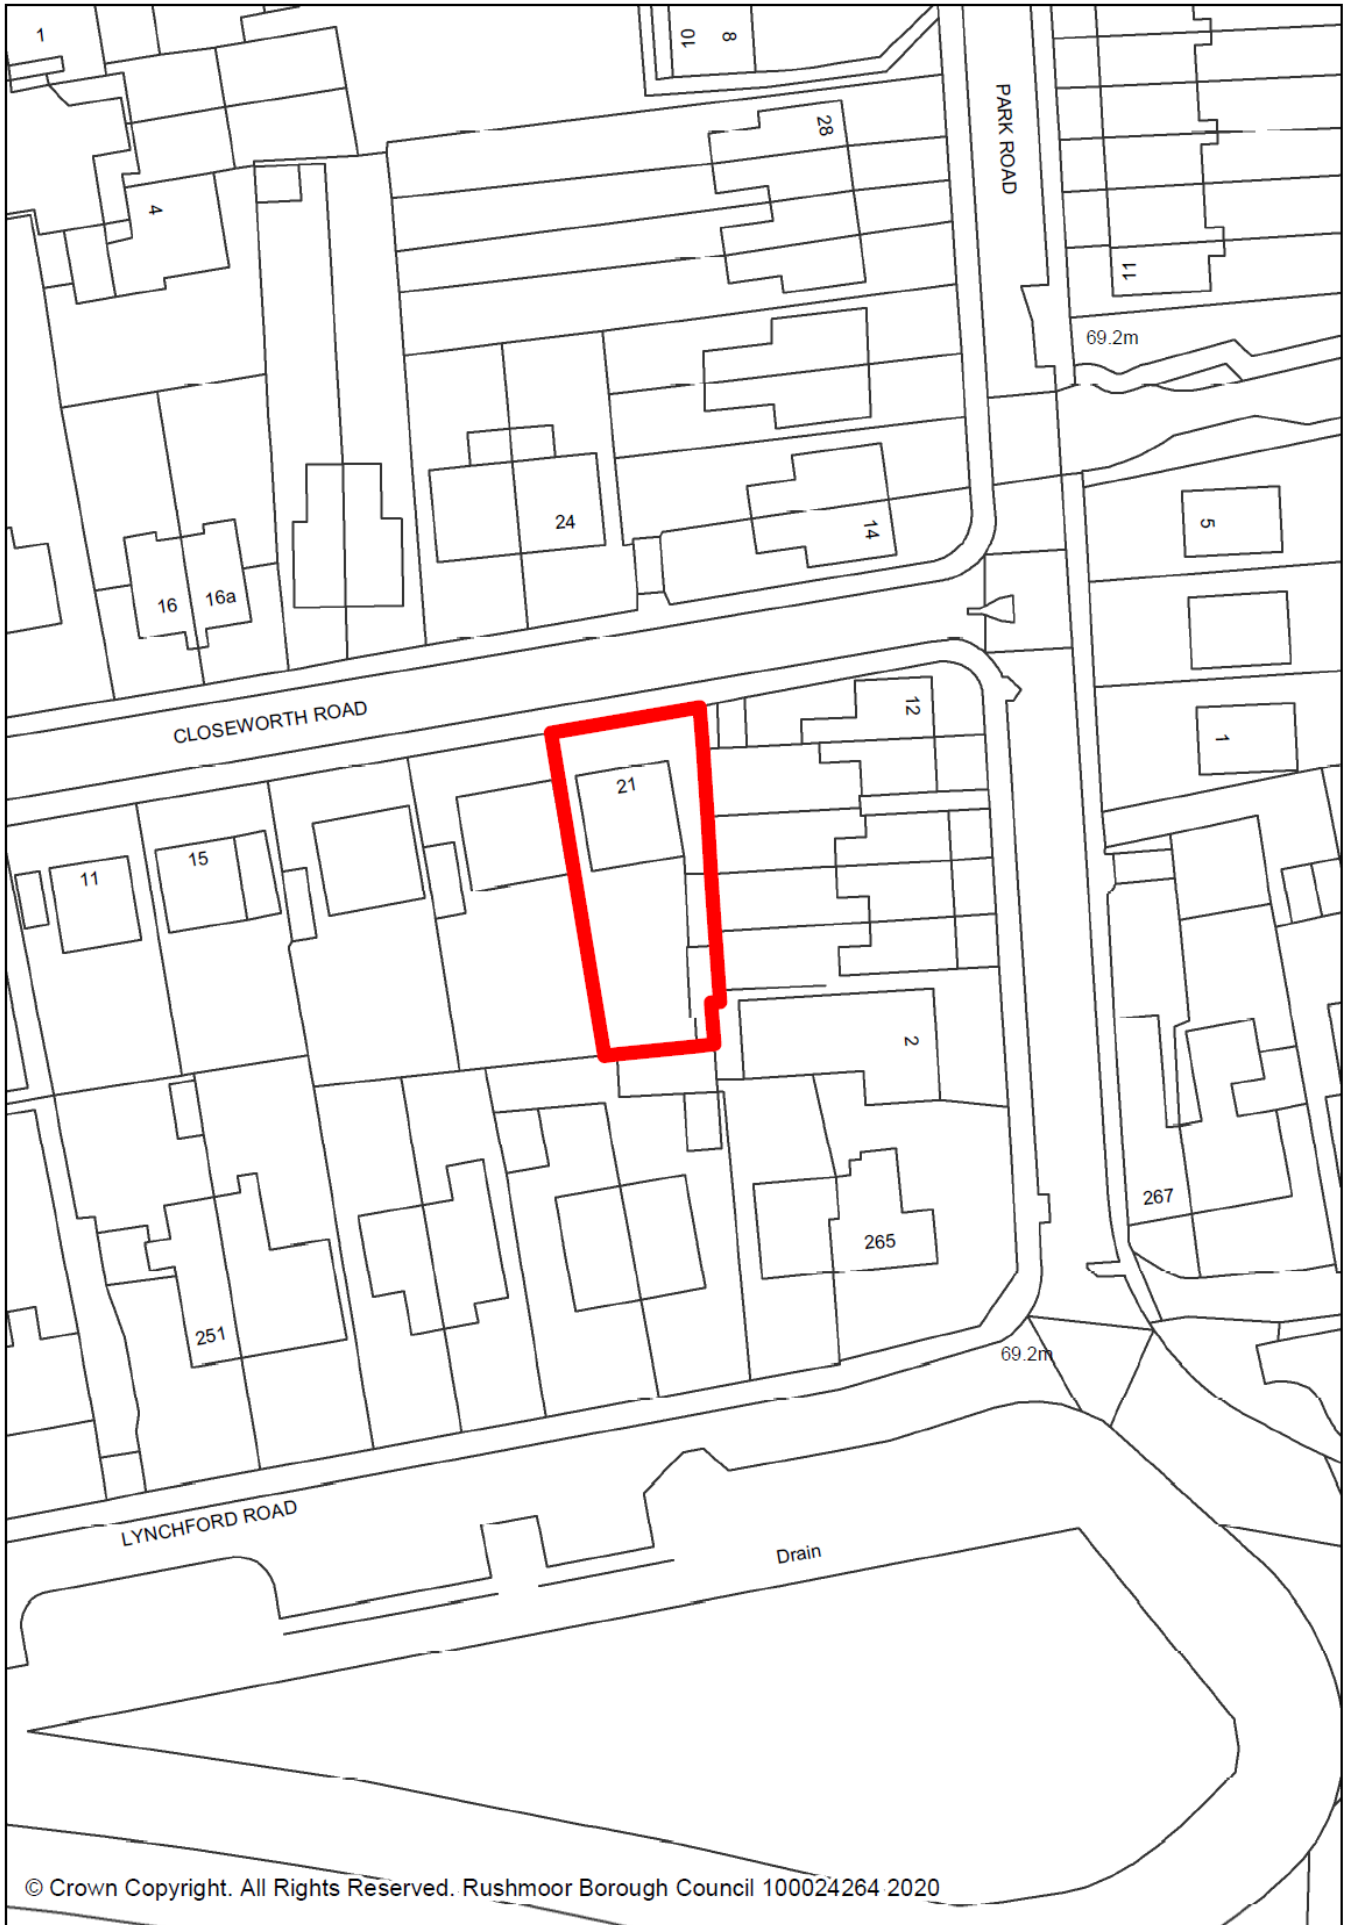 1
10
8
PARK ROAD
28
4
11
69.2m
24
14
5
16
16a
CLOSEWORTH ROAD
12
1
21
15
11
2
267
265
251
69.2m
LYNCHFORD ROAD
Drain
© Crown Copyright. All Rights Reserved. Rushmoor Borough Council 100024264 2020